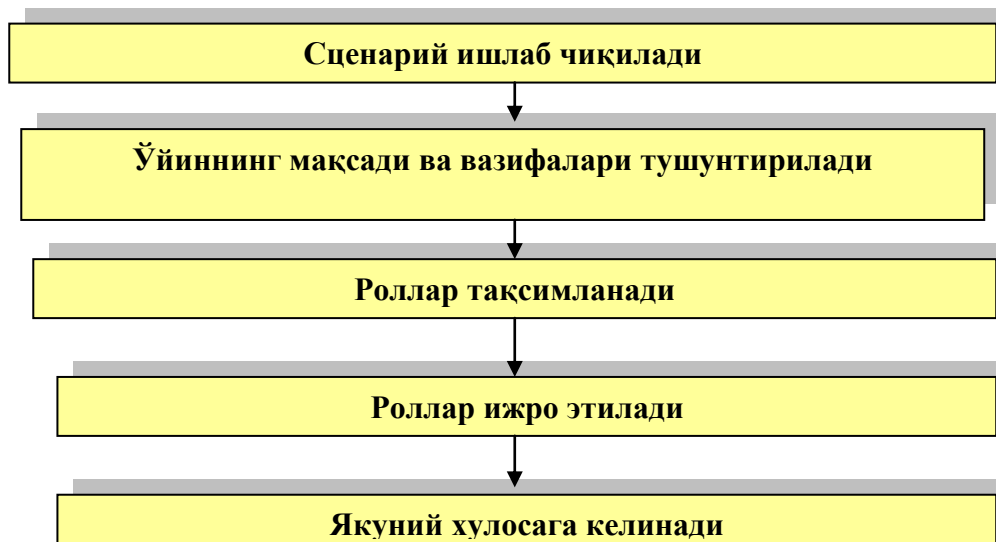 Сценарий ишлаб чиқилади
Ўйиннинг мақсади ва вазифалари тушунтирилади
Роллар тақсимланади
Роллар ижро этилади
Якуний хулосага келинади